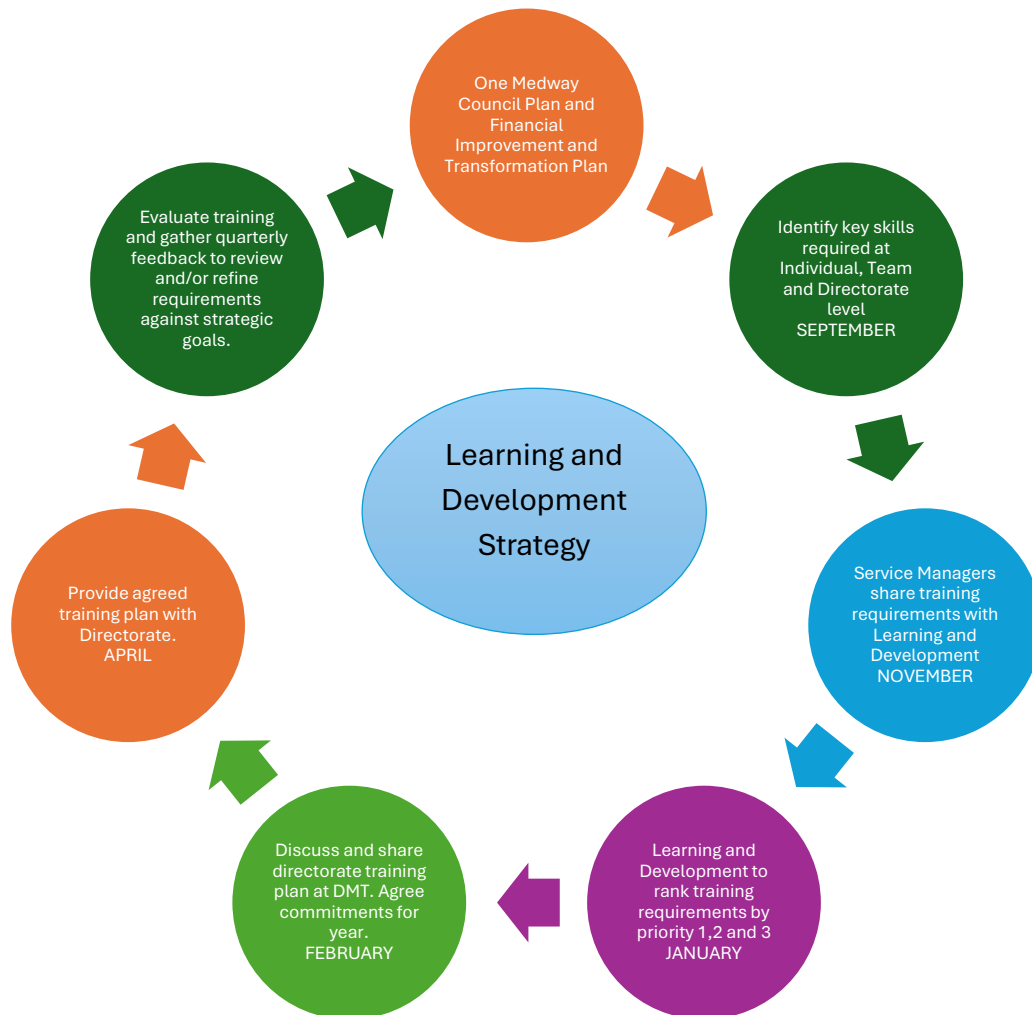 One Medway
Council Plan and
Financial
Improvement and
Transformation Plan
Identify key skills
required at
Individual, Team
and Directorate
level
SEPTEMBER
Service Managers
share training
requirements with
Learning and
Development
NOVEMBER
Learning and
Development to
rank training
requirements by
priority 1,2 and 3
JANUARY
Discuss and share
directorate training
plan at DMT. Agree
commitments for
year.
FEBRUARY
Provide agreed
training plan with
Directorate.
APRIL
Evaluate training
and gather quarterly
feedback to review
and/or refine
requirements
against strategic
goals.
Learning and
Development
Strategy